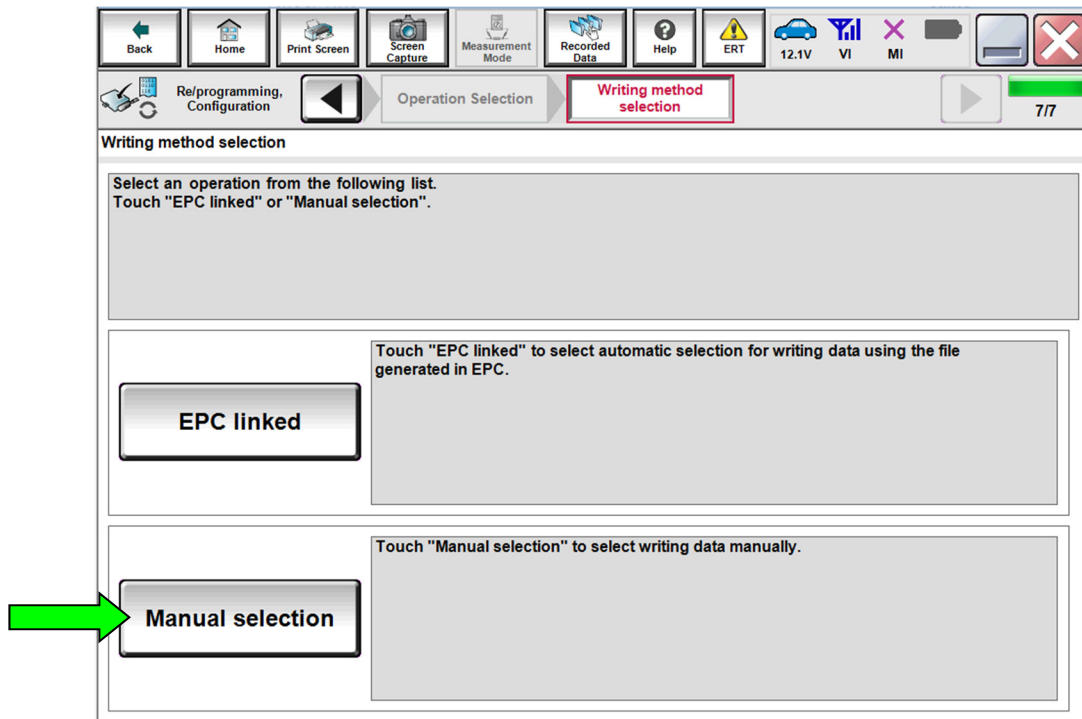 Back
Home
Print Screen
Screen
Capture
Measurement
Mode
Recorded
Data
Help
ERT
12.1V
VI
MI
Re/programming,
Configuration
Operation Selection
Writing method
selection
7/7
Writing method selection
Select an operation from the following list.
Touch "EPC linked" or "Manual selection".
EPC linked
Touch "EPC linked" to select automatic selection for writing data using the file
generated in EPC.
Manual selection
Touch "Manual selection" to select writing data manually.